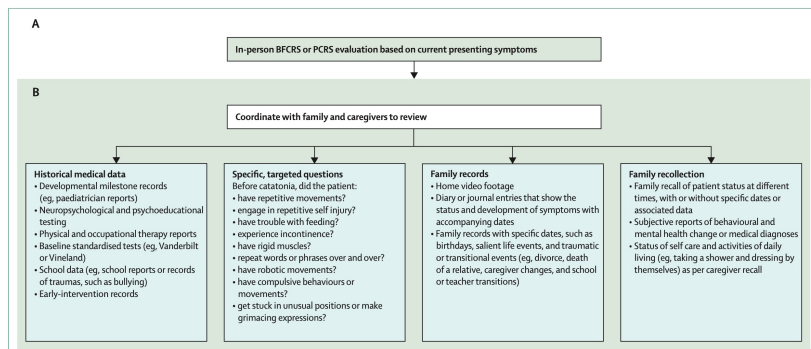 A
In-person BFCRS or PCRS evaluation based on current presenting symptoms
B
Coordinate with family and caregivers to review
Historical medical data
• Developmental milestone records
(eg, paediatrician reports)
• Neuropsychological and psychoeducational
testing
• Physical and occupational therapy reports
• Baseline standardised tests (eg, Vanderbilt
or Vineland)
• School data (eg, school reports or records
of traumas, such as bullying)
• Early-intervention records
Specific, targeted questions
Before catatonia, did the patient:
• have repetitive movements?
• engage in repetitive self injury?
• have trouble with feeding?
• experience incontinence?
• have rigid muscles?
• repeat words or phrases over and over?
• have robotic movements?
• have compulsive behaviours or
movements?
• get stuck in unusual positions or make
grimacing expressions?
Family records
• Home video footage
• Diary or journal entries that show the
status and development of symptoms with
accompanying dates
• Family records with specific dates, such as
birthdays, salient life events, and traumatic
or transitional events (eg, divorce, death
of a relative, caregiver changes, and school
or teacher transitions)
Family recollection
• Family recall of patient status at different
times, with or without specific dates or
associated data
• Subjective reports of behavioural and
mental health change or medical diagnoses
• Status of self care and activities of daily
living (eg, taking a shower and dressing by
themselves) as per caregiver recall